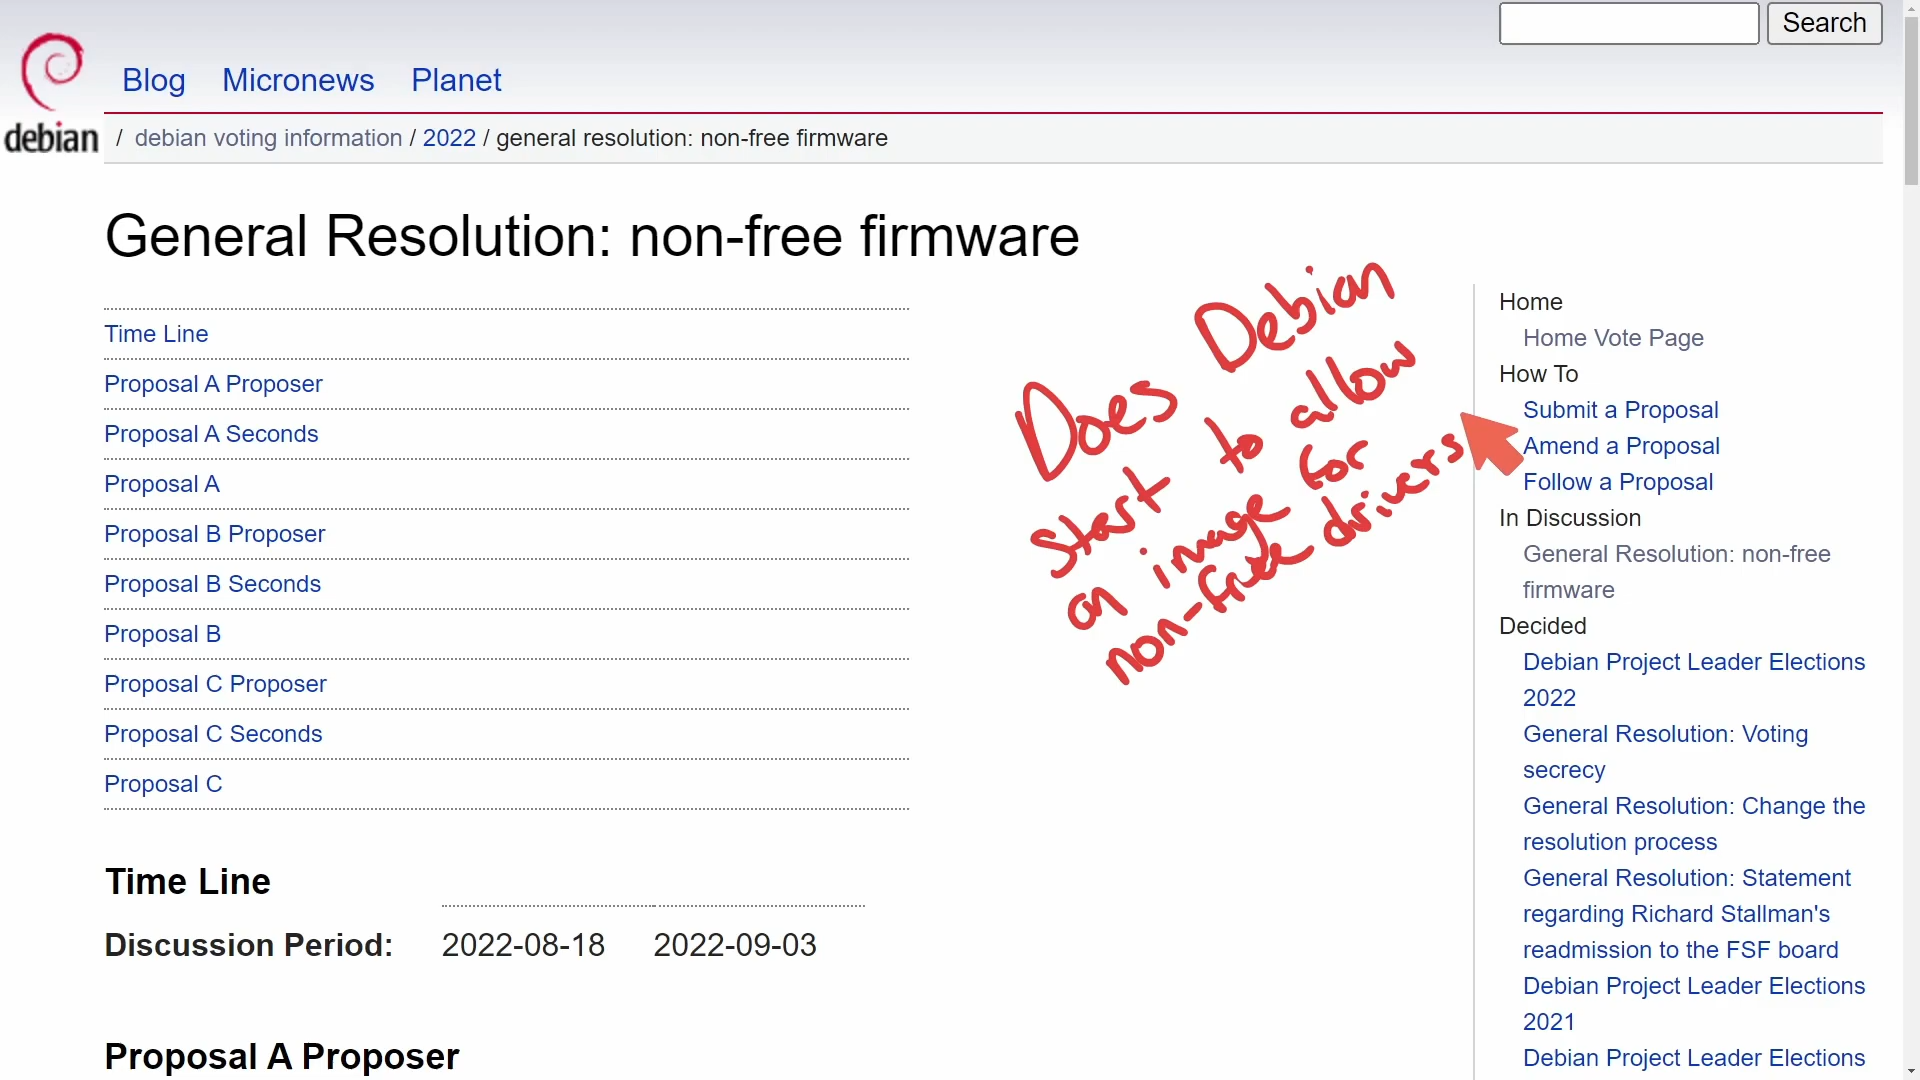 Search
Blog Micronews Planet
debian
/ debian voting information / 2022 / general resolution: non-free firmware
General Resolution: non-free firmware
Time Line
Proposal A Proposer
Proposal A Seconds
Proposal A
Proposal B Proposer
Proposal B Seconds
Proposal B
Proposal C Proposer
Proposal C Seconds
Proposal C
Does Debian
start to allow
an image for
non-free drivers
Home
Home Vote Page
How To
Submit a Proposal
Amend a Proposal
Follow a Proposal
In Discussion
General Resolution: non-free
firmware
Decided
Debian Project Leader Elections
2022
General Resolution: Voting
secrecy
General Resolution: Change the
resolution process
General Resolution: Statement
regarding Richard Stallman's
readmission to the FSF board
Debian Project Leader Elections
2021
Debian Project Leader Elections
Time Line
Discussion Period: 2022-08-18 2022-09-03
Proposal A Proposer